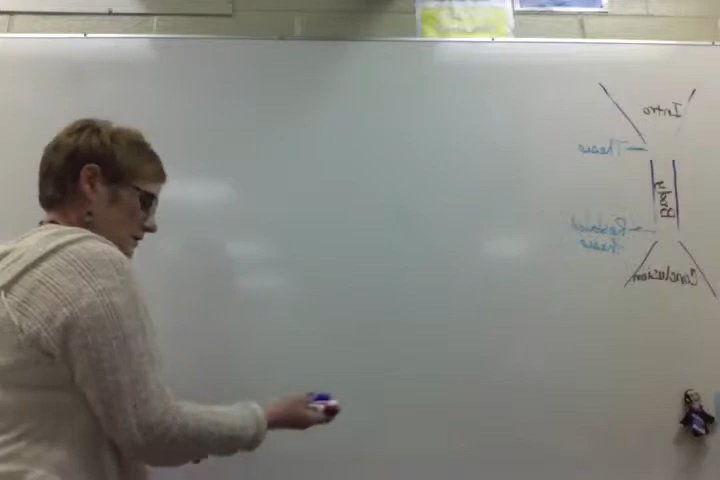 Intro
Thesis
Body
Restated
Thesis
Conclusion